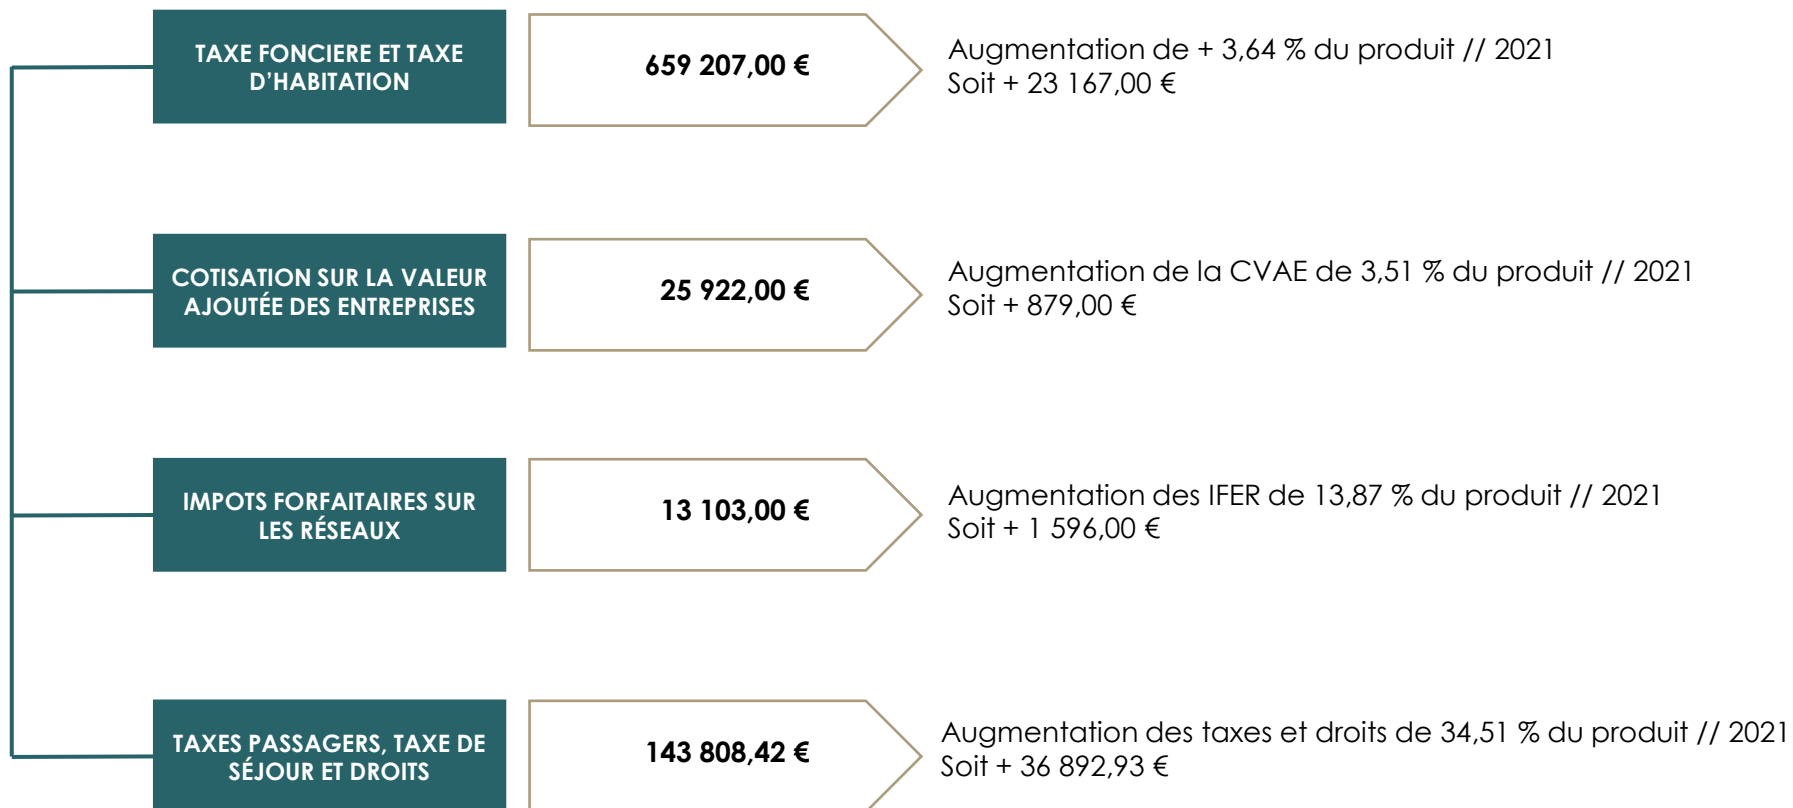 TAXE FONCIERE ET TAXE
D'HABITATION
659 207,00 €
Augmentation de + 3,64 % du produit // 2021
Soit + 23 167,00 €
COTISATION SUR LA VALEUR
AJOUTÉE DES ENTREPRISES
25 922,00 €
Augmentation de la CVAE de 3,51 % du produit // 2021
Soit + 879,00 €
IMPOTS FORFAITAIRES SUR
LES RÉSEAUX
13 103,00 €
Augmentation des IFER de 13,87 % du produit // 2021
Soit + 1 596,00 €
TAXES PASSAGERS, TAXE DE
SÉJOUR ET DROITS
143 808,42 €
Augmentation des taxes et droits de 34,51 % du produit // 2021
Soit + 36 892,93 €